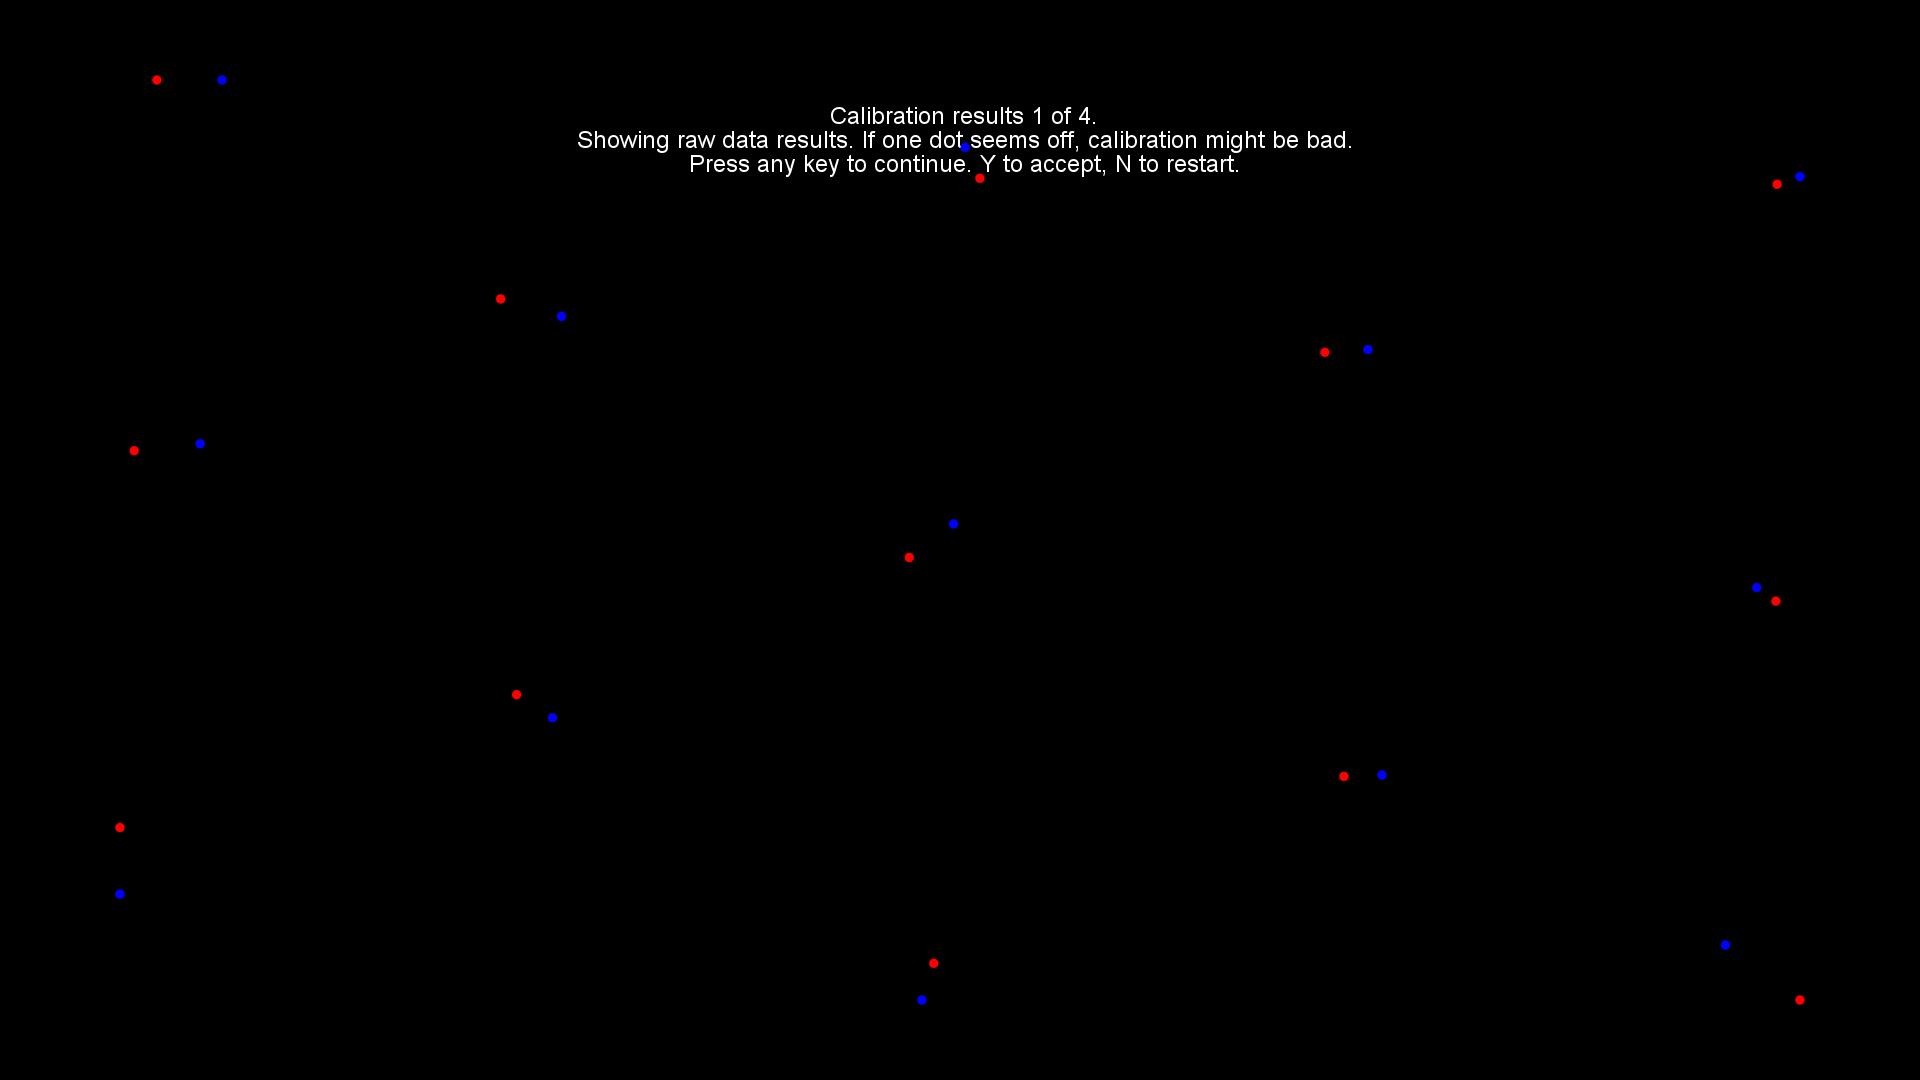 Calibration results 1 of 4.
Showing raw data results. If one dot seems off, calibration might be bad.
Press any key to continue. Y to accept, N to restart.